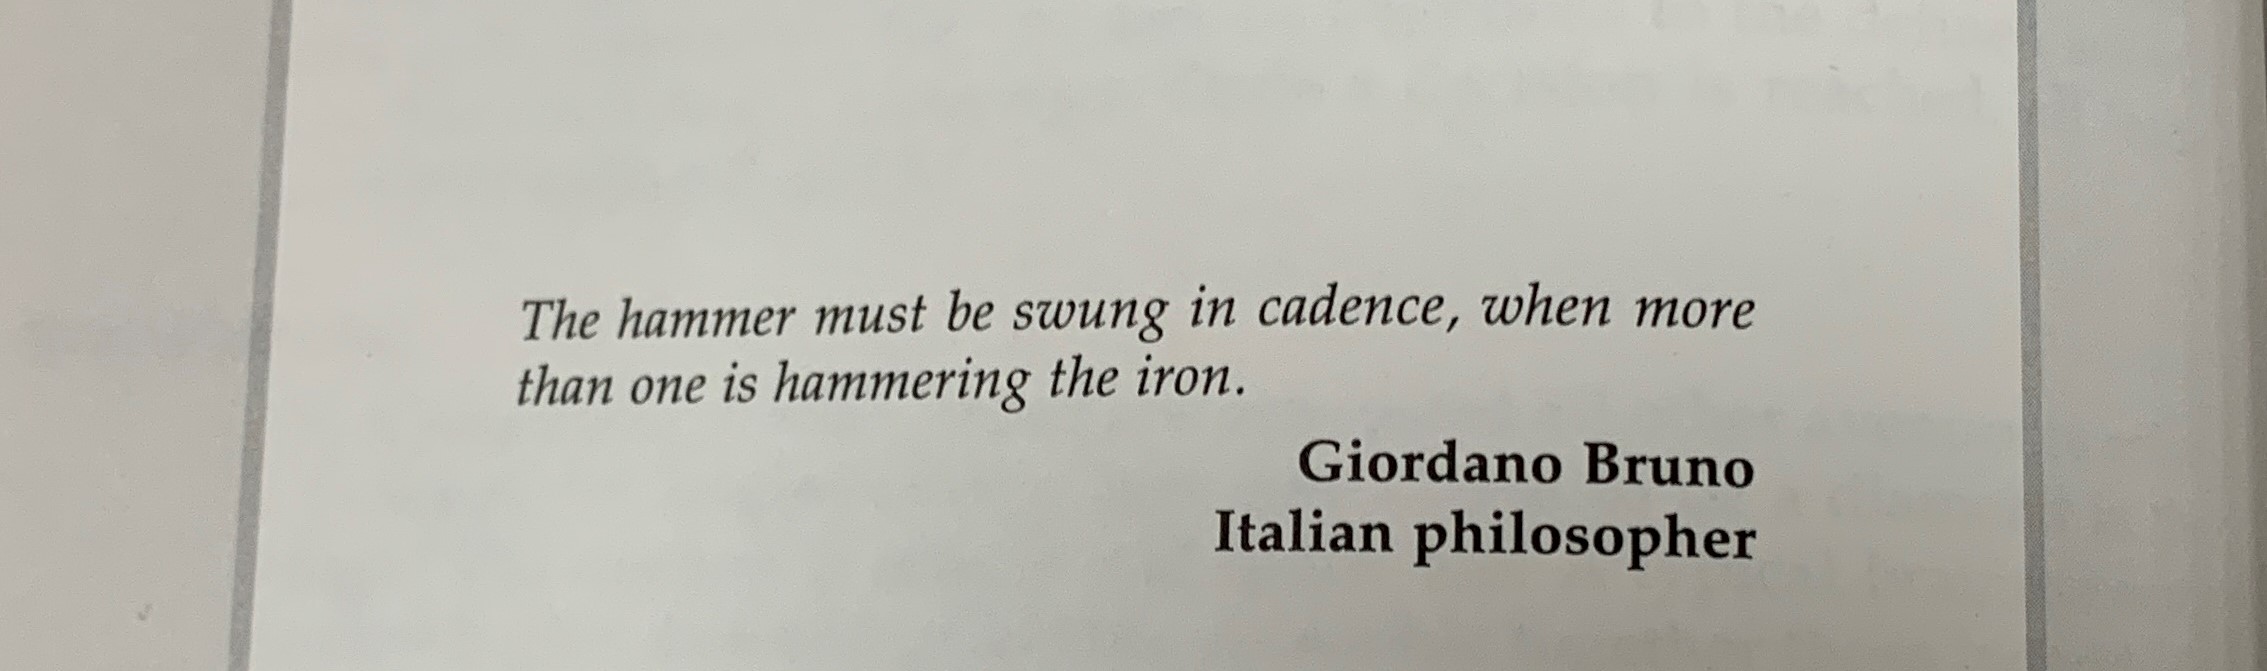 The hammer must be swung in cadence, when more
than one is hammering the iron.
Giordano Bruno
Italian philosopher